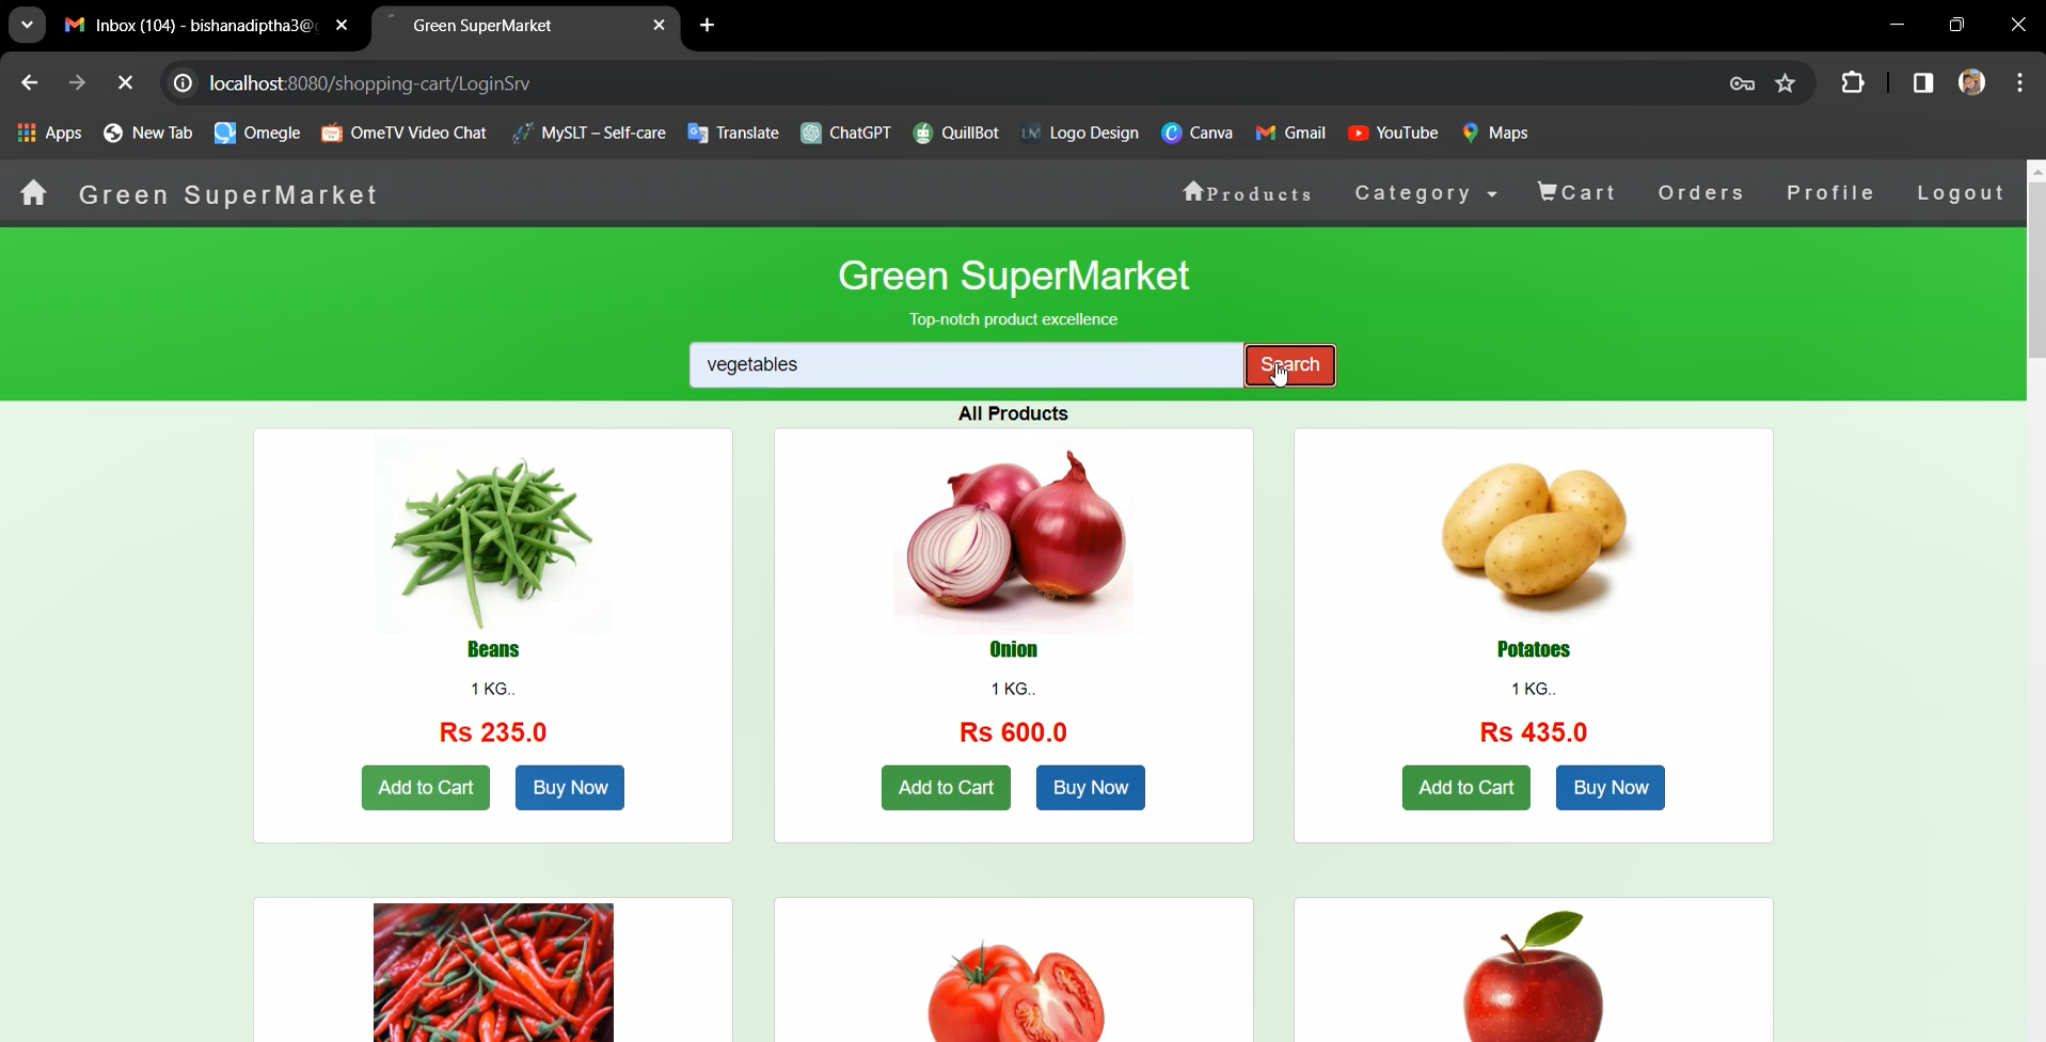 Inbox (104) - bishanadiptha3@g
Green SuperMarket
localhost:8080/shopping-cart/LoginSrv
Apps New Tab Omegle OmeTV Video Chat MySLT – Self-care Translate ChatGPT QuillBot Logo Design Canva Gmail YouTube Maps
Green SuperMarket Products Category Cart Orders Profile Logout
Green SuperMarket
Top-notch product excellence
vegetables Search
All Products
Beans Onion Potatoes
1 KG.. 1 KG.. 1 KG..
Rs 235.0 Rs 600.0 Rs 435.0
Add to Cart Buy Now Add to Cart Buy Now Add to Cart Buy Now